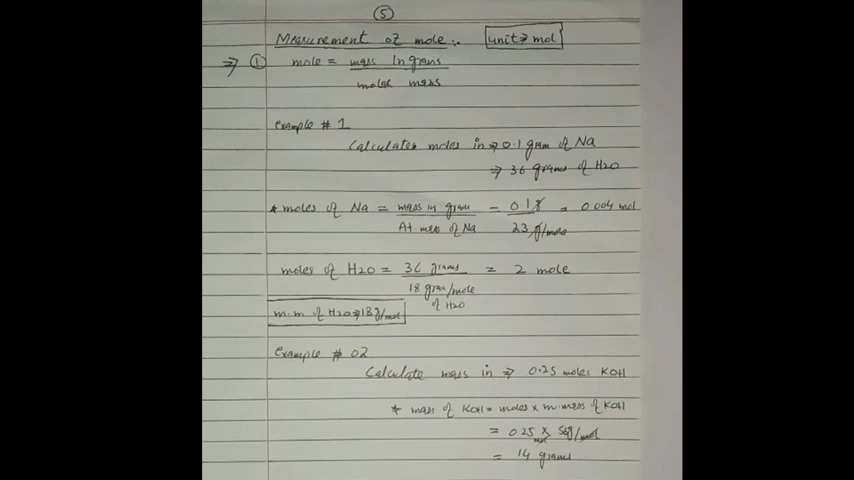 5
Measurement of mole:. unit→ mol
⇒ ① mole = mass in grams
molar mass
example # 1
Calculate moles in → 0.1 gram of Na
⇒ 36 grams of H2O
* moles of Na = mass in gram = 0.1 g = 0.004 mol
At mass of Na 23 g/mole
moles of H2O = 36 grams = 2 mole
18 gram/mole
of H2O
m.m of H2O→18g/mol
example # 02
Calculate mass in ⇒ 0.25 moles KOH
* mass of KOH = moles x m.mass of KOH
= 0.25 mol x 56g/mol
= 14 grams